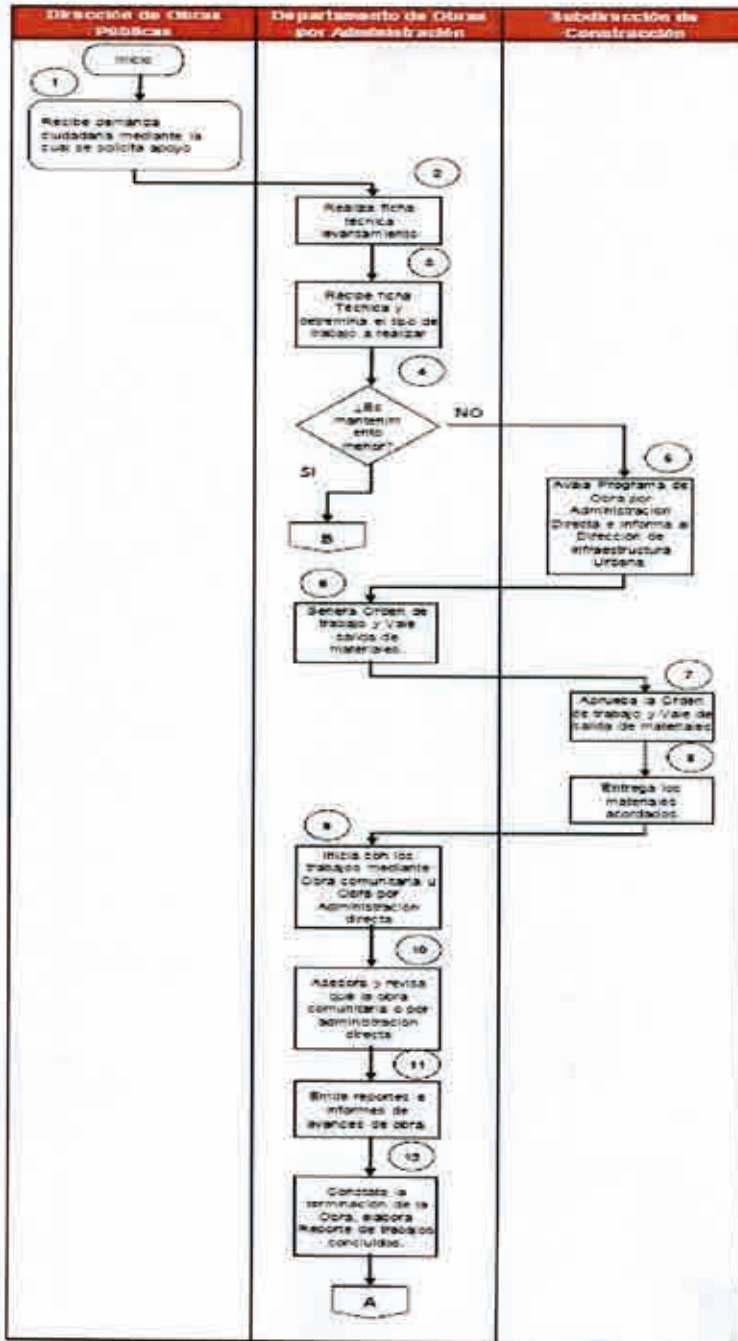 Dirección de Obras
Públicas
Departamento de Obras
por Administración
Subdirección de
Construcción
Inicio
1
Recibe demanda
ciudadana mediante la
cual se solicita apoyo
2
Realiza ficha
técnica
levantamiento
3
Recibe ficha
Técnica y
determina el tipo de
trabajo a realizar
4
¿Es
mantenim
iento
menor?
NO
SI
B
Avala Programa de
Obra por
Administración
Directa e informa a
Dirección de
Infraestructura
Urbana
Genera Orden de
trabajo y Vale
salida de
materiales.
7
Aprueba la Orden
de trabajo y Vale de
salida de materiales
8
Entrega los
materiales
acordados
9
Inicia con los
trabajos mediante
Obra comunitaria u
Obra por
Administración
directa
10
Asesora y revisa
que la obra
comunitaria o por
administración
directa
11
Emite reportes e
informes de
avances de obra.
12
Constata la
terminación de la
Obra, elabora
Reporte de trabajos
concluidos.
A